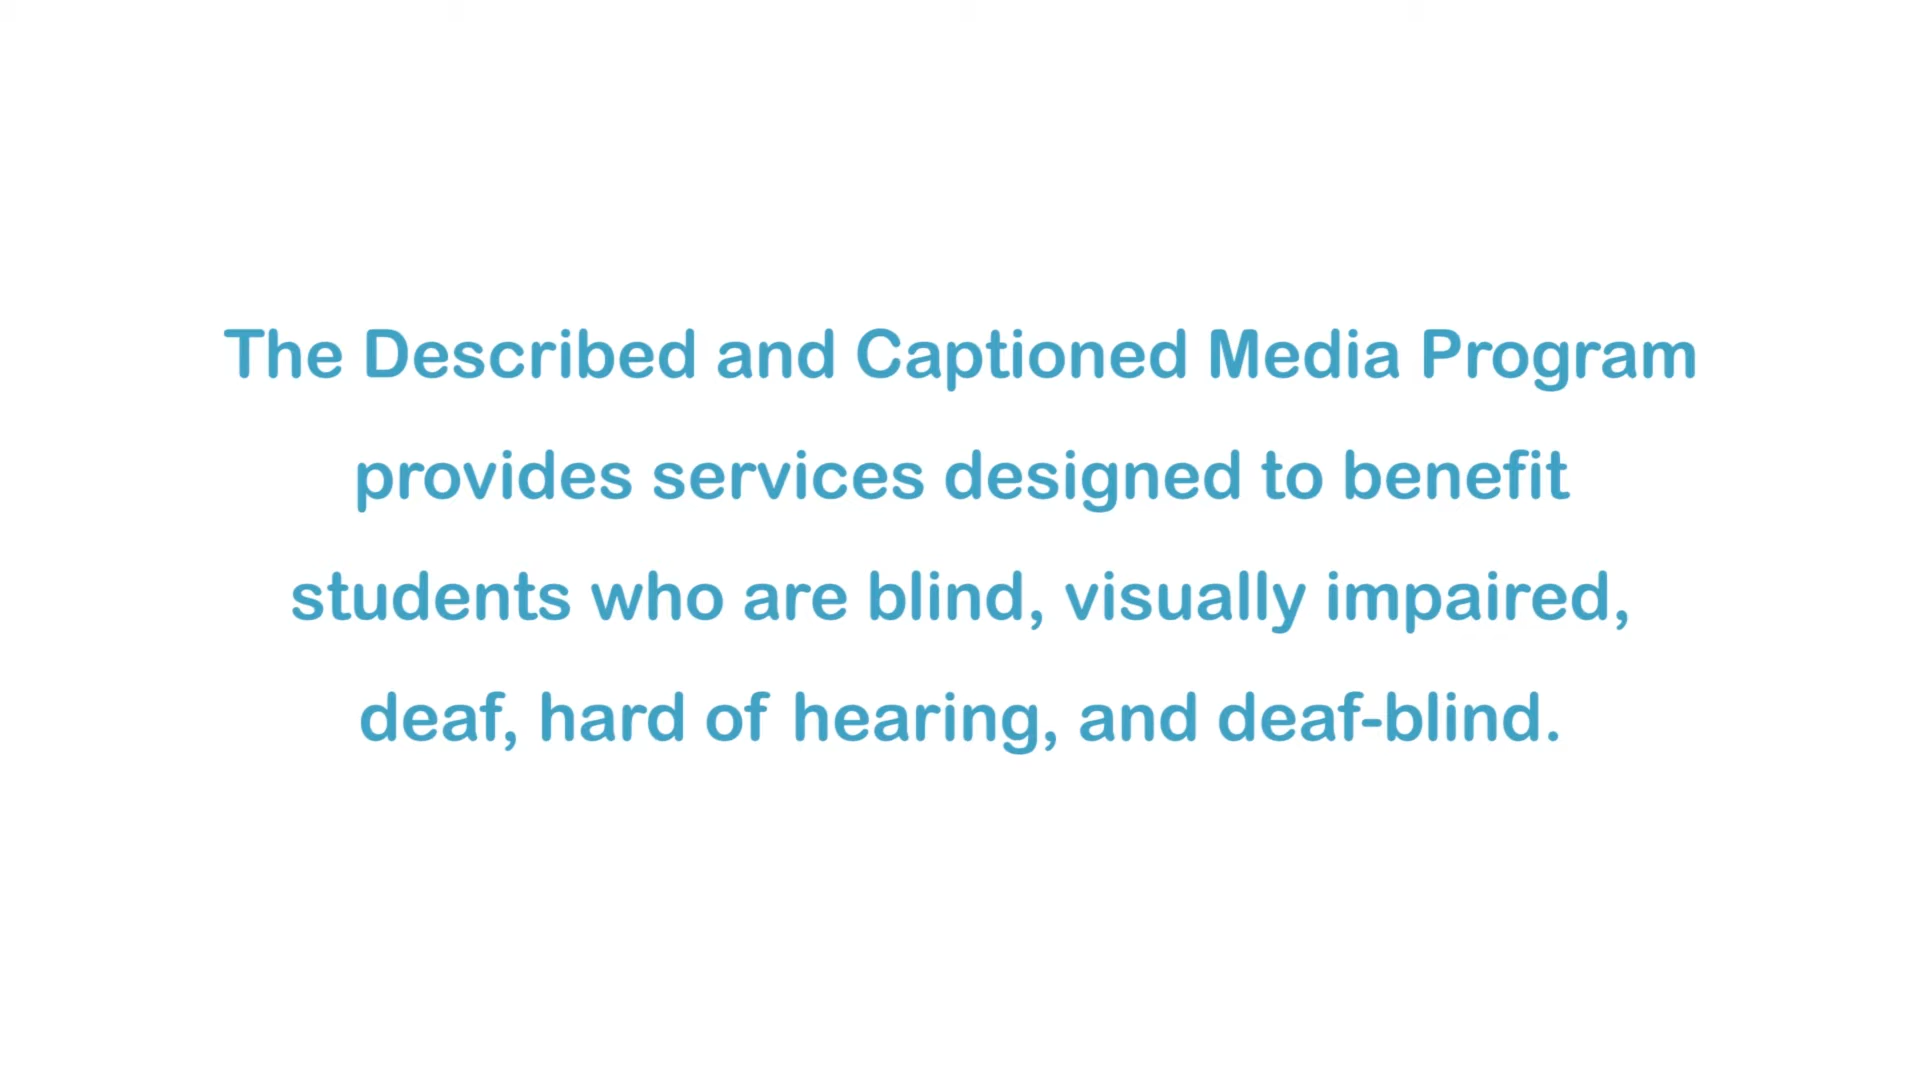 The Described and Captioned Media Program
provides services designed to benefit
students who are blind, visually impaired,
deaf, hard of hearing, and deaf-blind.